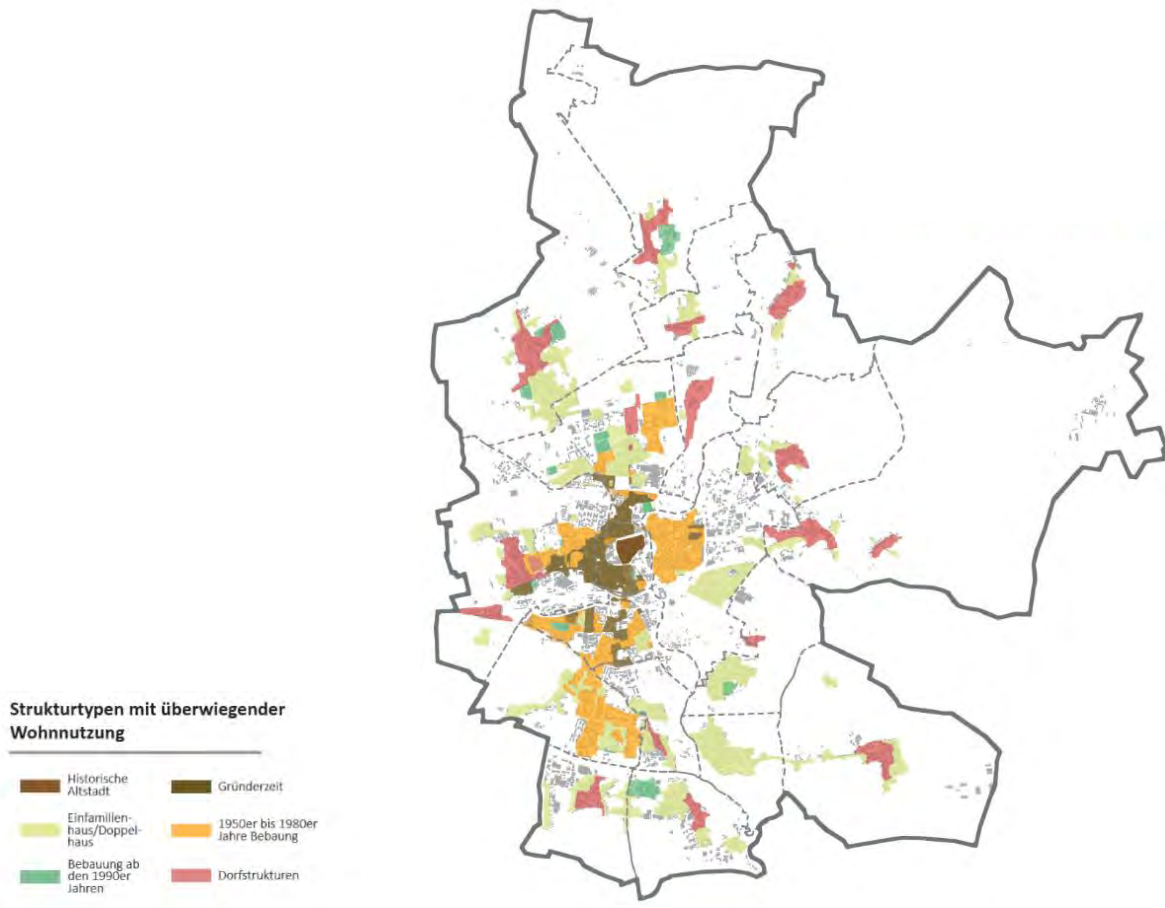 Strukturtypen mit überwiegender
Wohnnutzung
Historische
Altstadt
Gründerzeit
Einfamilien-
haus/Doppel-
haus
1950er bis 1980er
Jahre Bebauung
Bebauung ab
den 1990er
Jahren
Dorfstrukturen